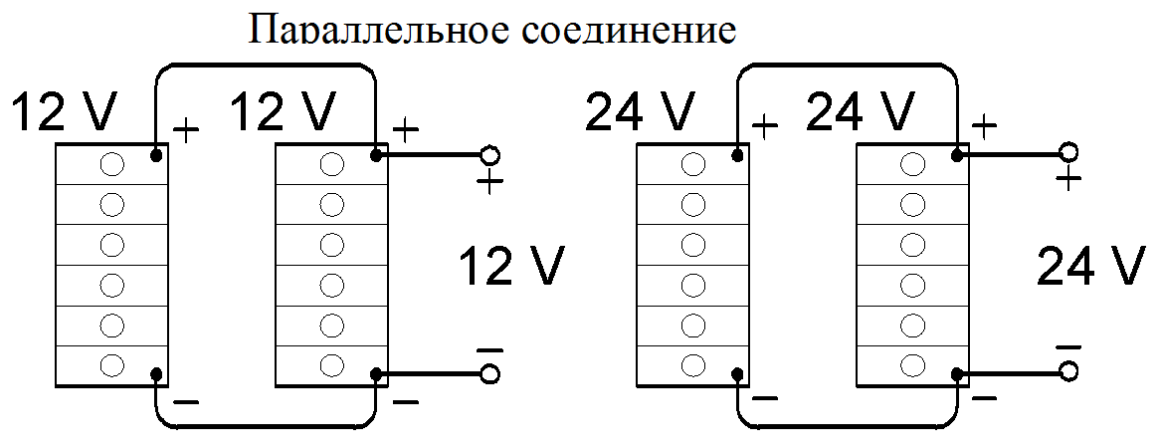 Параллельное соединение
12 V 12 V 24 V 24 V
+ + + +
+ +
12 V 24 V
− −
− − − −